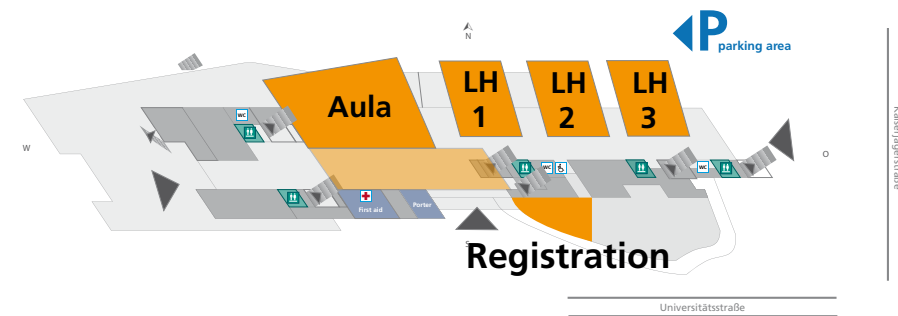 P
parking area
N
LH
1
LH
2
LH
3
Aula
WC
W
O
Kaiserjägerstraße
WC
WC
First aid
Porter
S
Registration
Universitätsstraße